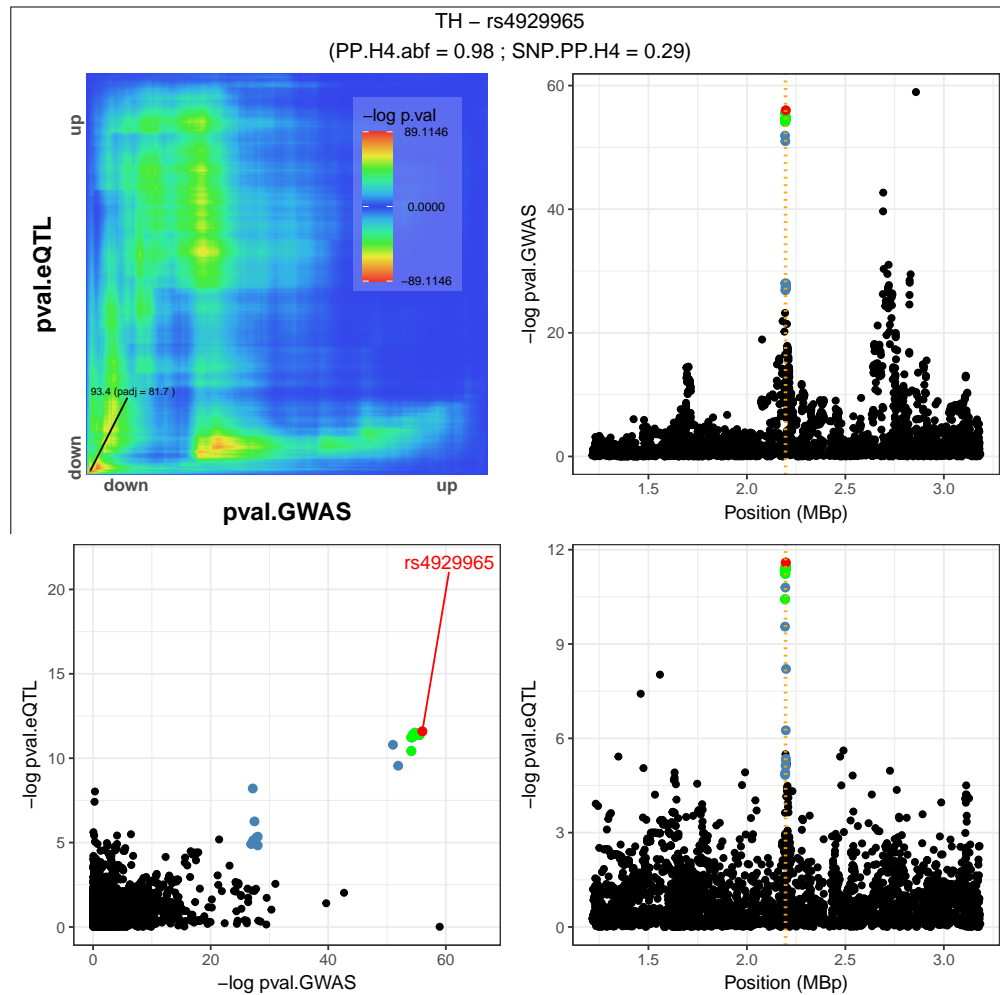 TH − rs4929965
(PP.H4.abf = 0.98 ; SNP.PP.H4 = 0.29)
−log p.val
89.1146
0.0000
−89.1146
up
pval.eQTL
down
93.4 (padj = 81.7 )
down
up
pval.GWAS
60
40
20
0
−log pval.GWAS
1.5
2.0
2.5
3.0
Position (MBp)
rs4929965
20
15
10
5
0
−log pval.eQTL
0
20
40
60
−log pval.GWAS
12
9
6
3
0
−log pval.eQTL
1.5
2.0
2.5
3.0
Position (MBp)